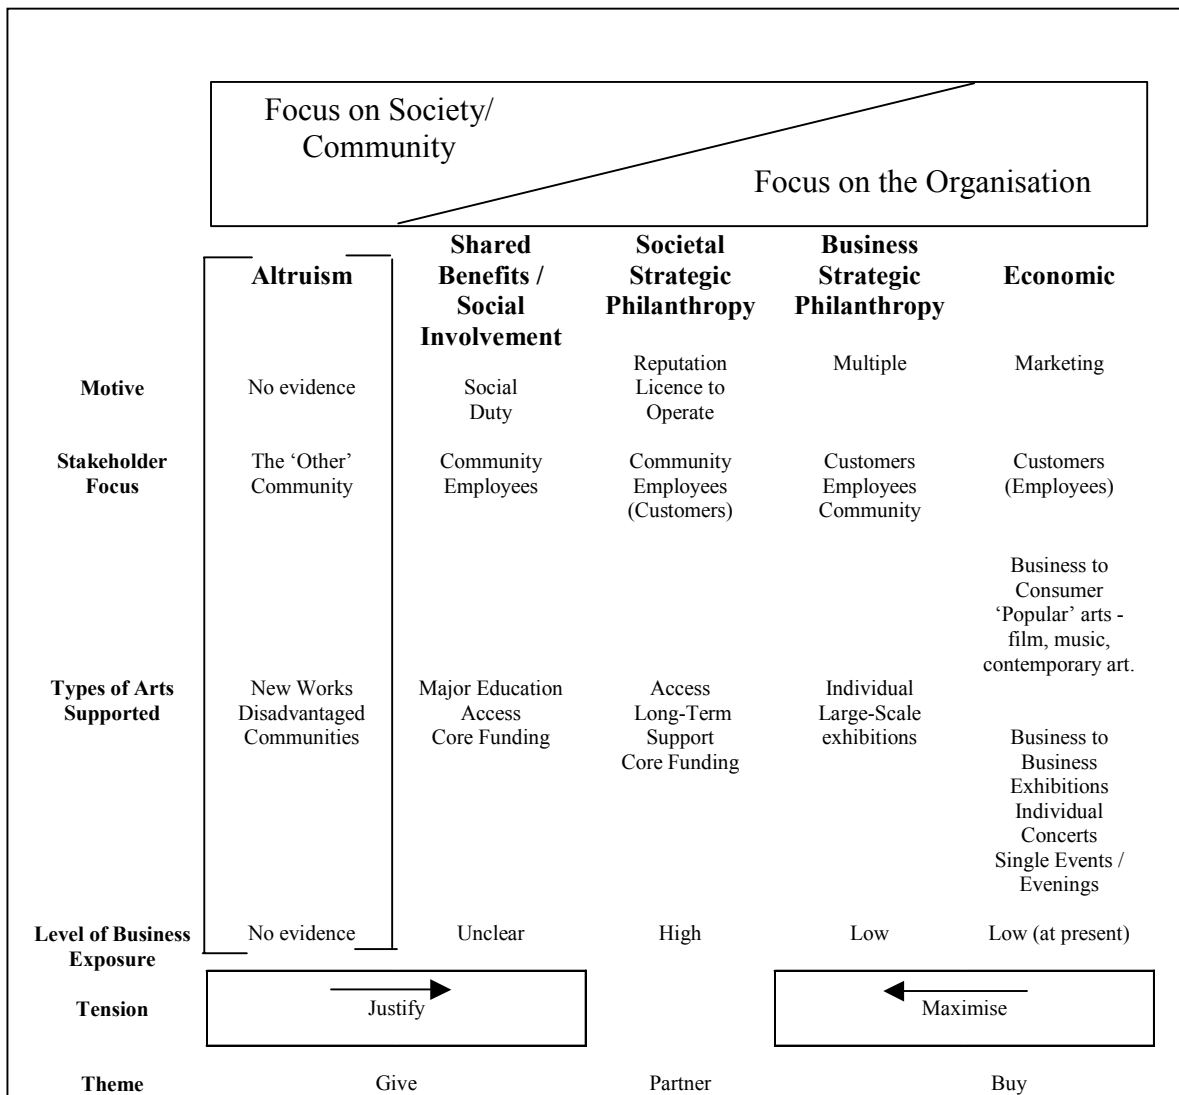 Focus on Society/
Community
Focus on the Organisation
Altruism
Shared
Benefits /
Social
Involvement
Societal
Strategic
Philanthropy
Business
Strategic
Philanthropy
Economic
Motive
No evidence
Social
Duty
Reputation
Licence to
Operate
Multiple
Marketing
Stakeholder
Focus
The ‘Other’
Community
Community
Employees
Community
Employees
(Customers)
Customers
Employees
Community
Customers
(Employees)
Types of Arts
Supported
New Works
Disadvantaged
Communities
Major Education
Access
Core Funding
Access
Long-Term
Support
Core Funding
Individual
Large-Scale
exhibitions
Business to
Consumer
‘Popular’ arts -
film, music,
contemporary art.
Business to
Business
Exhibitions
Individual
Concerts
Single Events /
Evenings
Level of Business
Exposure
No evidence
Unclear
High
Low
Low (at present)
Tension
Justify
Maximise
Theme
Give
Partner
Buy